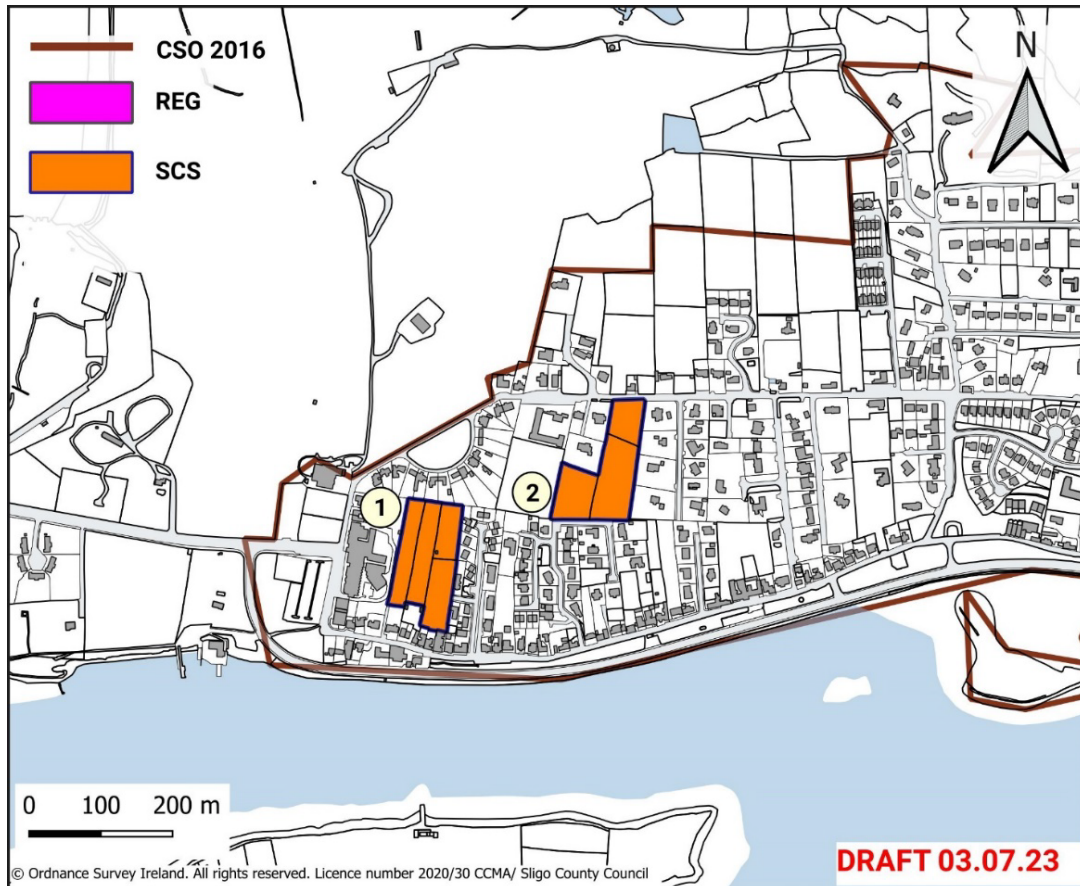 CSO 2016
REG
SCS
N
1
2
0 100 200 m
© Ordnance Survey Ireland. All rights reserved. Licence number 2020/30 CCMA/ Sligo County Council
DRAFT 03.07.23